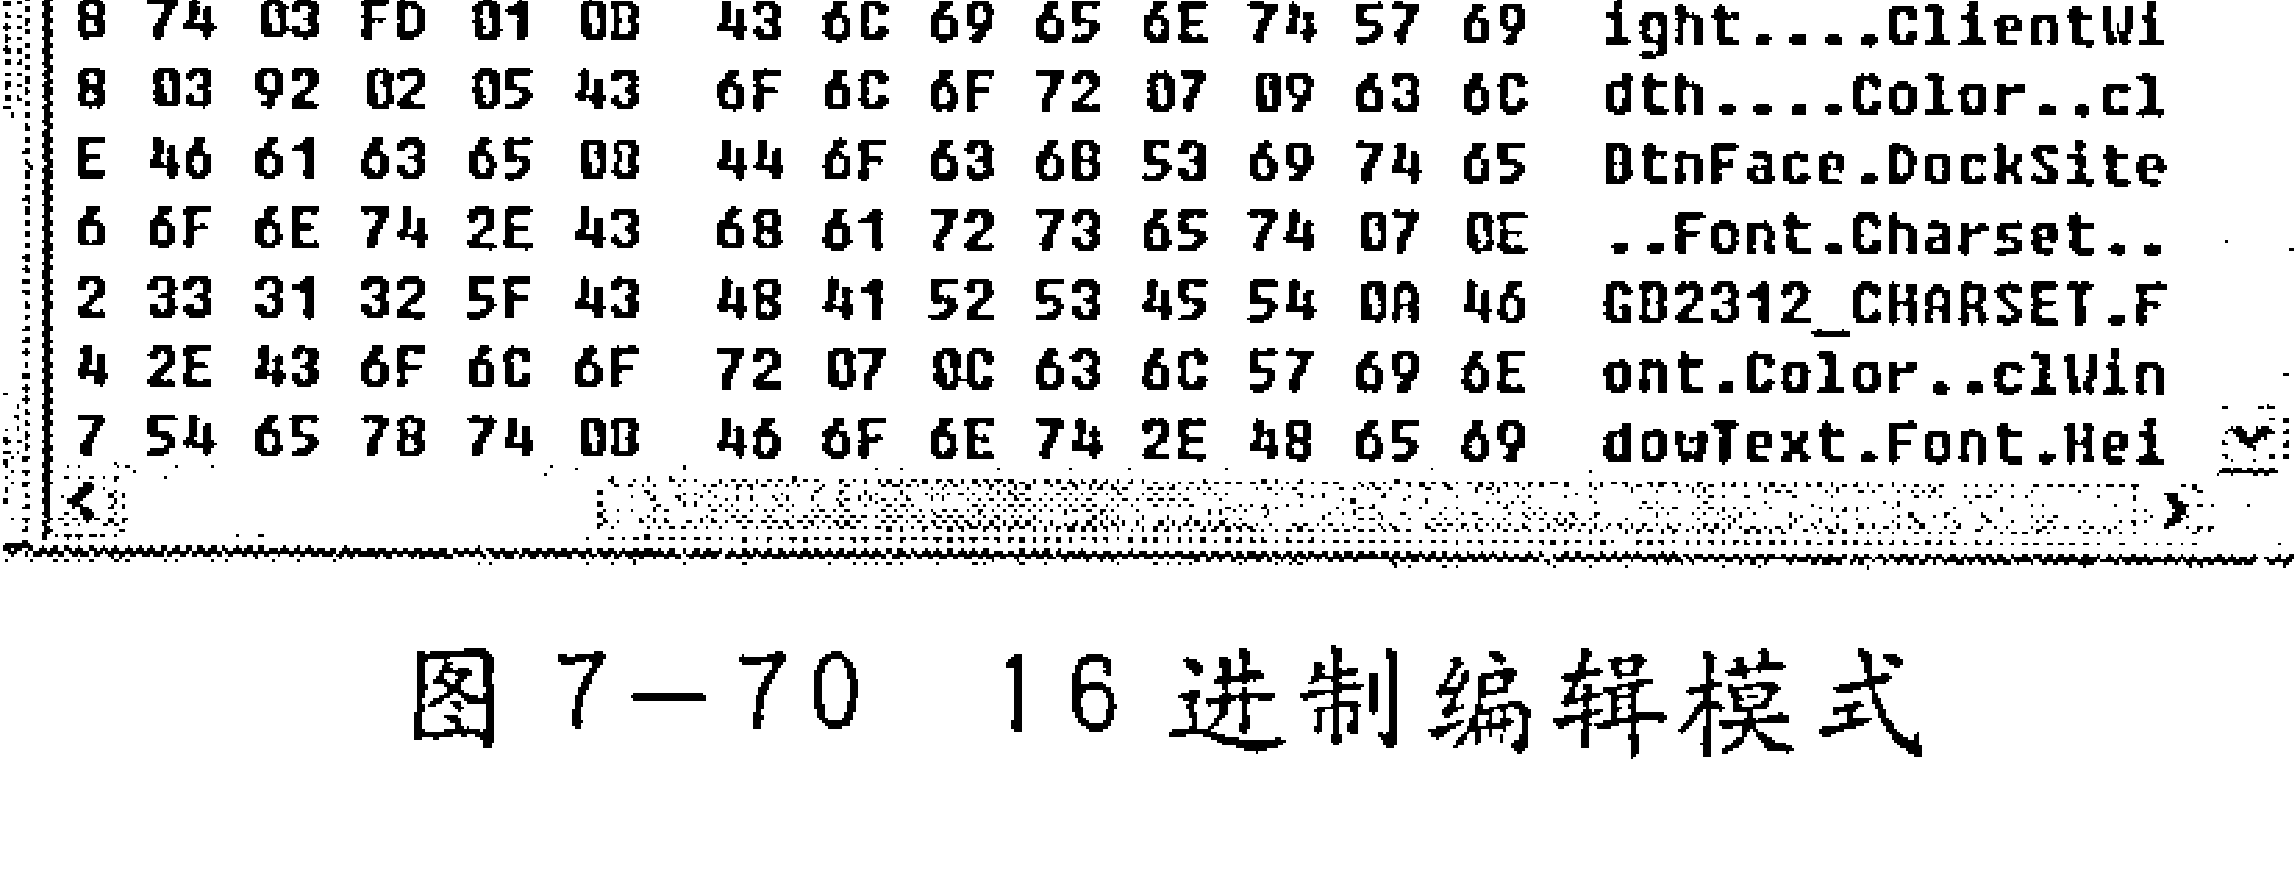 8 74 03 FD 01 0B 43 6C 69 65 6E 74 57 69 ight....ClientWi
8 03 92 02 05 43 6F 6C 6F 72 07 09 63 6C dth....Color..cl
E 46 61 63 65 08 44 6F 63 6B 53 69 74 65 BtnFace.DockSite
6 6F 6E 74 2E 43 68 61 72 73 65 74 07 0E ..Font.Charset..
2 33 31 32 5F 43 48 41 52 53 45 54 0A 46 GB2312_CHARSET.F
4 2E 43 6F 6C 6F 72 07 0C 63 6C 57 69 6E ont.Color..clWin
7 54 65 78 74 0B 46 6F 6E 74 2E 48 65 69 dowText.Font.Hei
图 7-70 16进制编辑模式